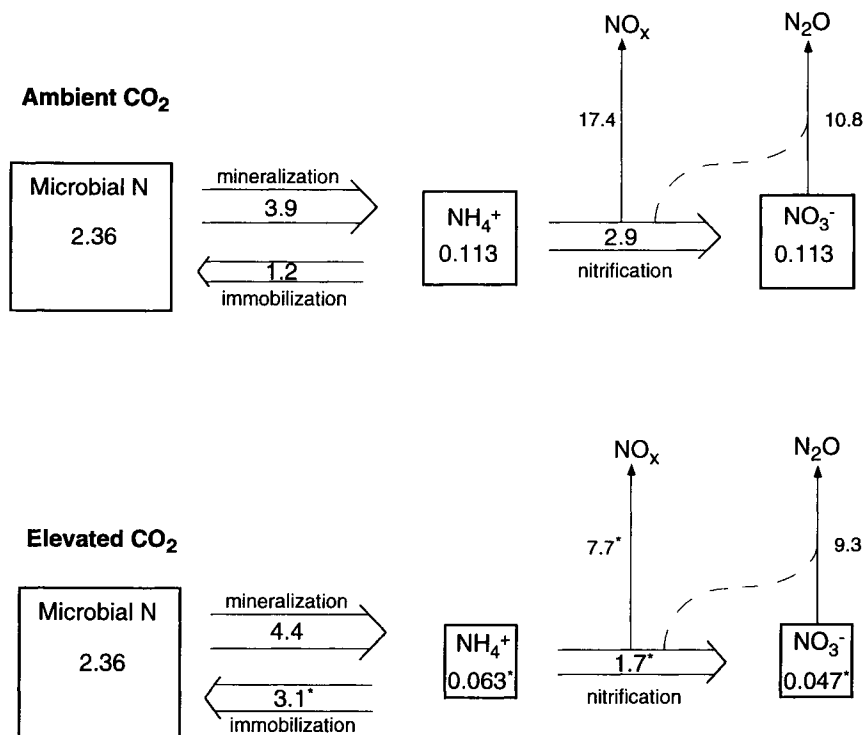 NOx
N2O
Ambient CO2
17.4
10.8
Microbial N
2.36
mineralization
3.9
1.2
immobilization
NH4+
0.113
2.9
nitrification
NO3-
0.113
NOx
N2O
Elevated CO2
7.7*
9.3
Microbial N
2.36
mineralization
4.4
3.1*
immobilization
NH4+
0.063*
1.7*
nitrification
NO3-
0.047*